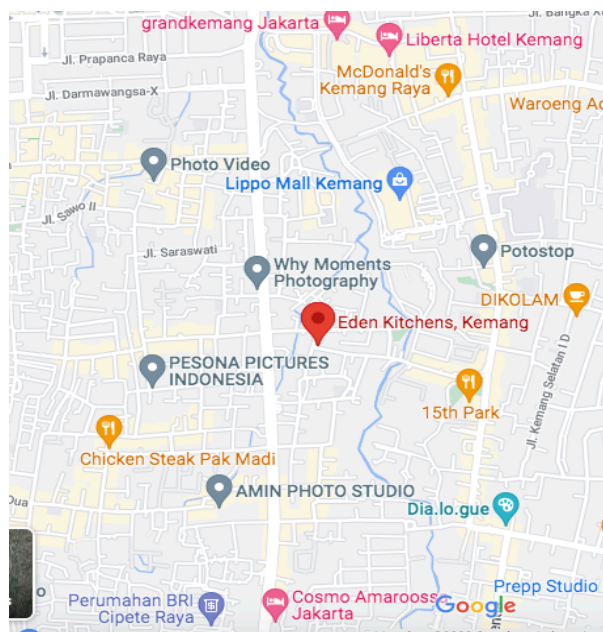 grandkemang Jakarta
Jl. Bangka XI
Liberta Hotel Kemang
Jl. Prapanca Raya
McDonald's
Kemang Raya
Jl. Darmawangsa-X
Waroeng
Photo Video
Lippo Mall Kemang
Jl. Sawo II
Jl. Saraswati
Potostop
Why Moments
Photography
DIKOLAM
Eden Kitchens, Kemang
PESONA PICTURES
INDONESIA
15th Park
Jl. Kemang Selatan I D
Chicken Steak Pak Madi
AMIN PHOTO STUDIO
Dua
Dia.lo.gue
Prepp Studio
Perumahan BRI
Cipete Raya
Cosmo Amaroossa
Jakarta
Google